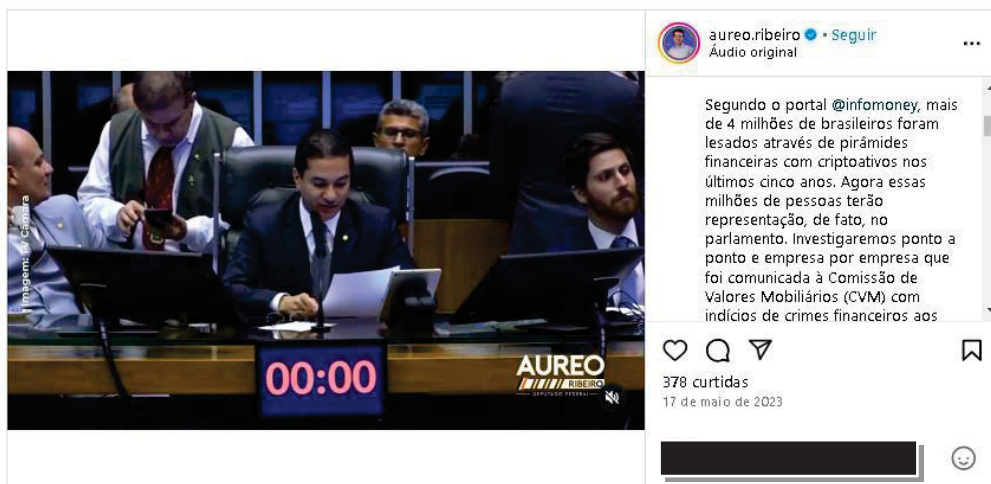 aureo.ribeiro • Seguir
Áudio original
Segundo o portal @infomoney, mais
de 4 milhões de brasileiros foram
lesados através de pirâmides
financeiras com criptoativos nos
últimos cinco anos. Agora essas
milhões de pessoas terão
representação, de fato, no
parlamento. Investigaremos ponto a
ponto e empresa por empresa que
foi comunicada à Comissão de
Valores Mobiliários (CVM) com
indícios de crimes financeiros aos
Imagem: TV Câmara
00:00
AUREO
RIBEIRO
DEPUTADO FEDERAL
378 curtidas
17 de maio de 2023